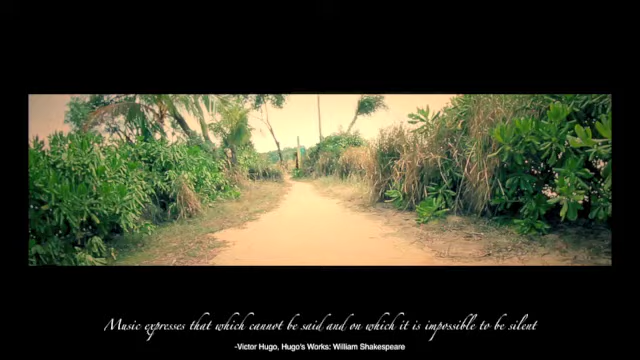 Music expresses that which cannot be said and on which it is impossible to be silent
-Victor Hugo, Hugo's Works: William Shakespeare